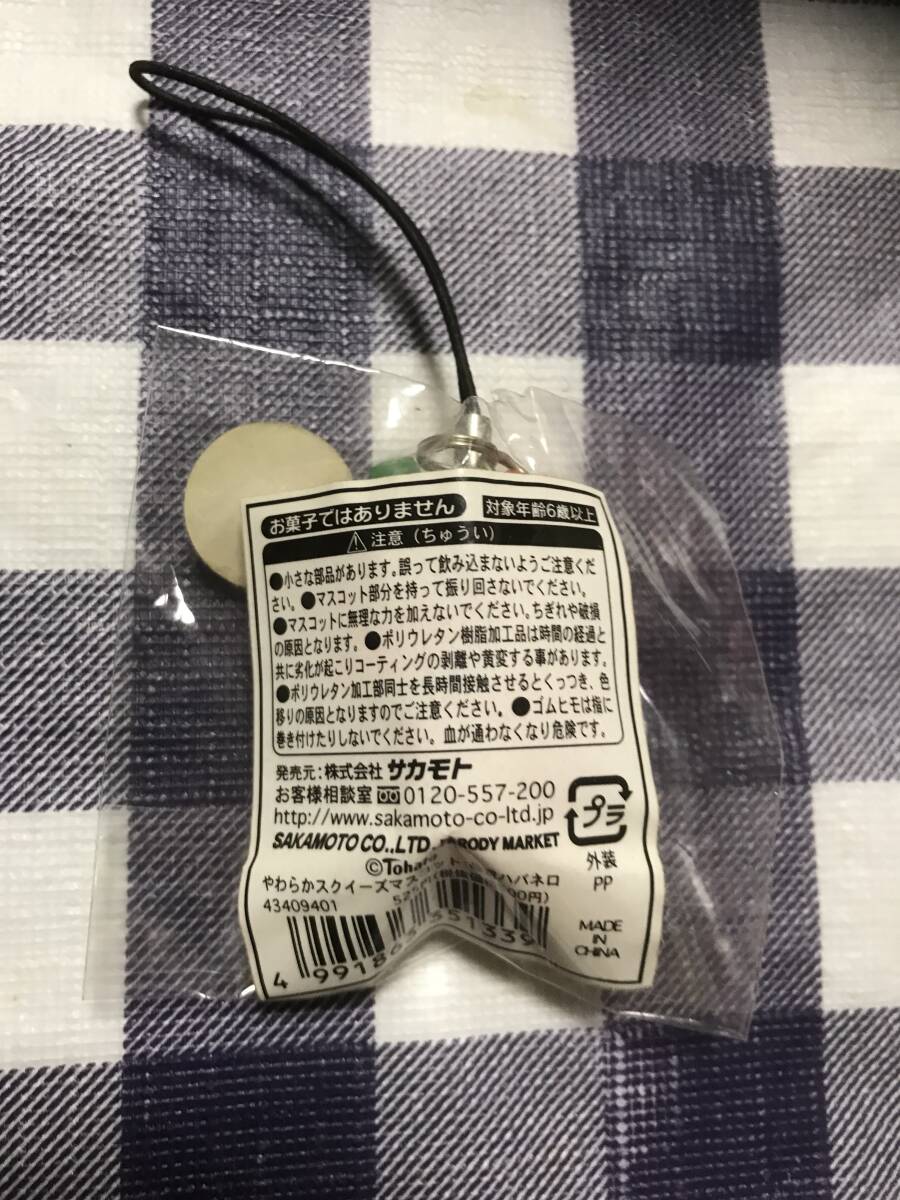 お菓子ではありません 対象年齢6歳以上
⚠注意(ちゅうい)
●小さな部品があります。誤って飲み込まないようご注意くだ
さい。●マスコット部分を持って振り回さないでください。
●マスコットに無理な力を加えないでください。ちぎれや破損
の原因となります。●ポリウレタン樹脂加工品は時間の経過と
共に劣化が起こりコーティングの剥離や黄変する事があります。
●ポリウレタン加工部同士を長時間接触させるとくっつき、色
移りの原因となりますのでご注意ください。●ゴムヒモは指に
巻き付けたりしないでください。血が通わなくなり危険です。
発売元:株式会社サカモト
お客様相談室 0120-557-200
http://www.sakamoto-co-ltd.jp
SAKAMOTO CO.,LTD. PARODY MARKET
プラ
外装
PP
やわらかスクイーズマス ハバネロ
43409401
MADE
IN
CHINA